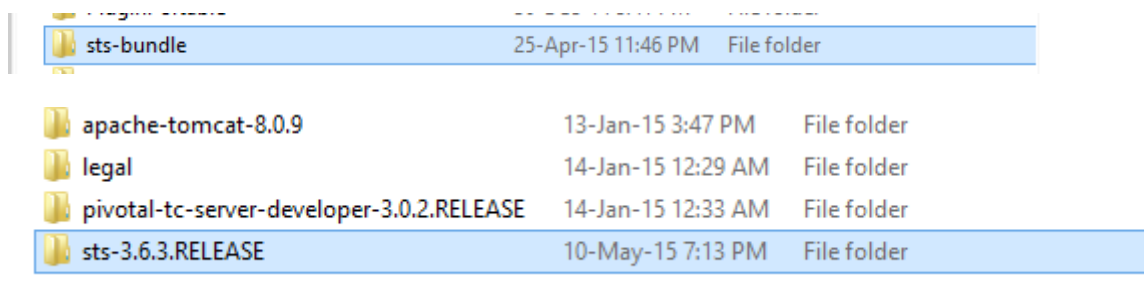 sts-bundle 25-Apr-15 11:46 PM File folder
apache-tomcat-8.0.9 13-Jan-15 3:47 PM File folder
legal 14-Jan-15 12:29 AM File folder
pivotal-tc-server-developer-3.0.2.RELEASE 14-Jan-15 12:33 AM File folder
sts-3.6.3.RELEASE 10-May-15 7:13 PM File folder